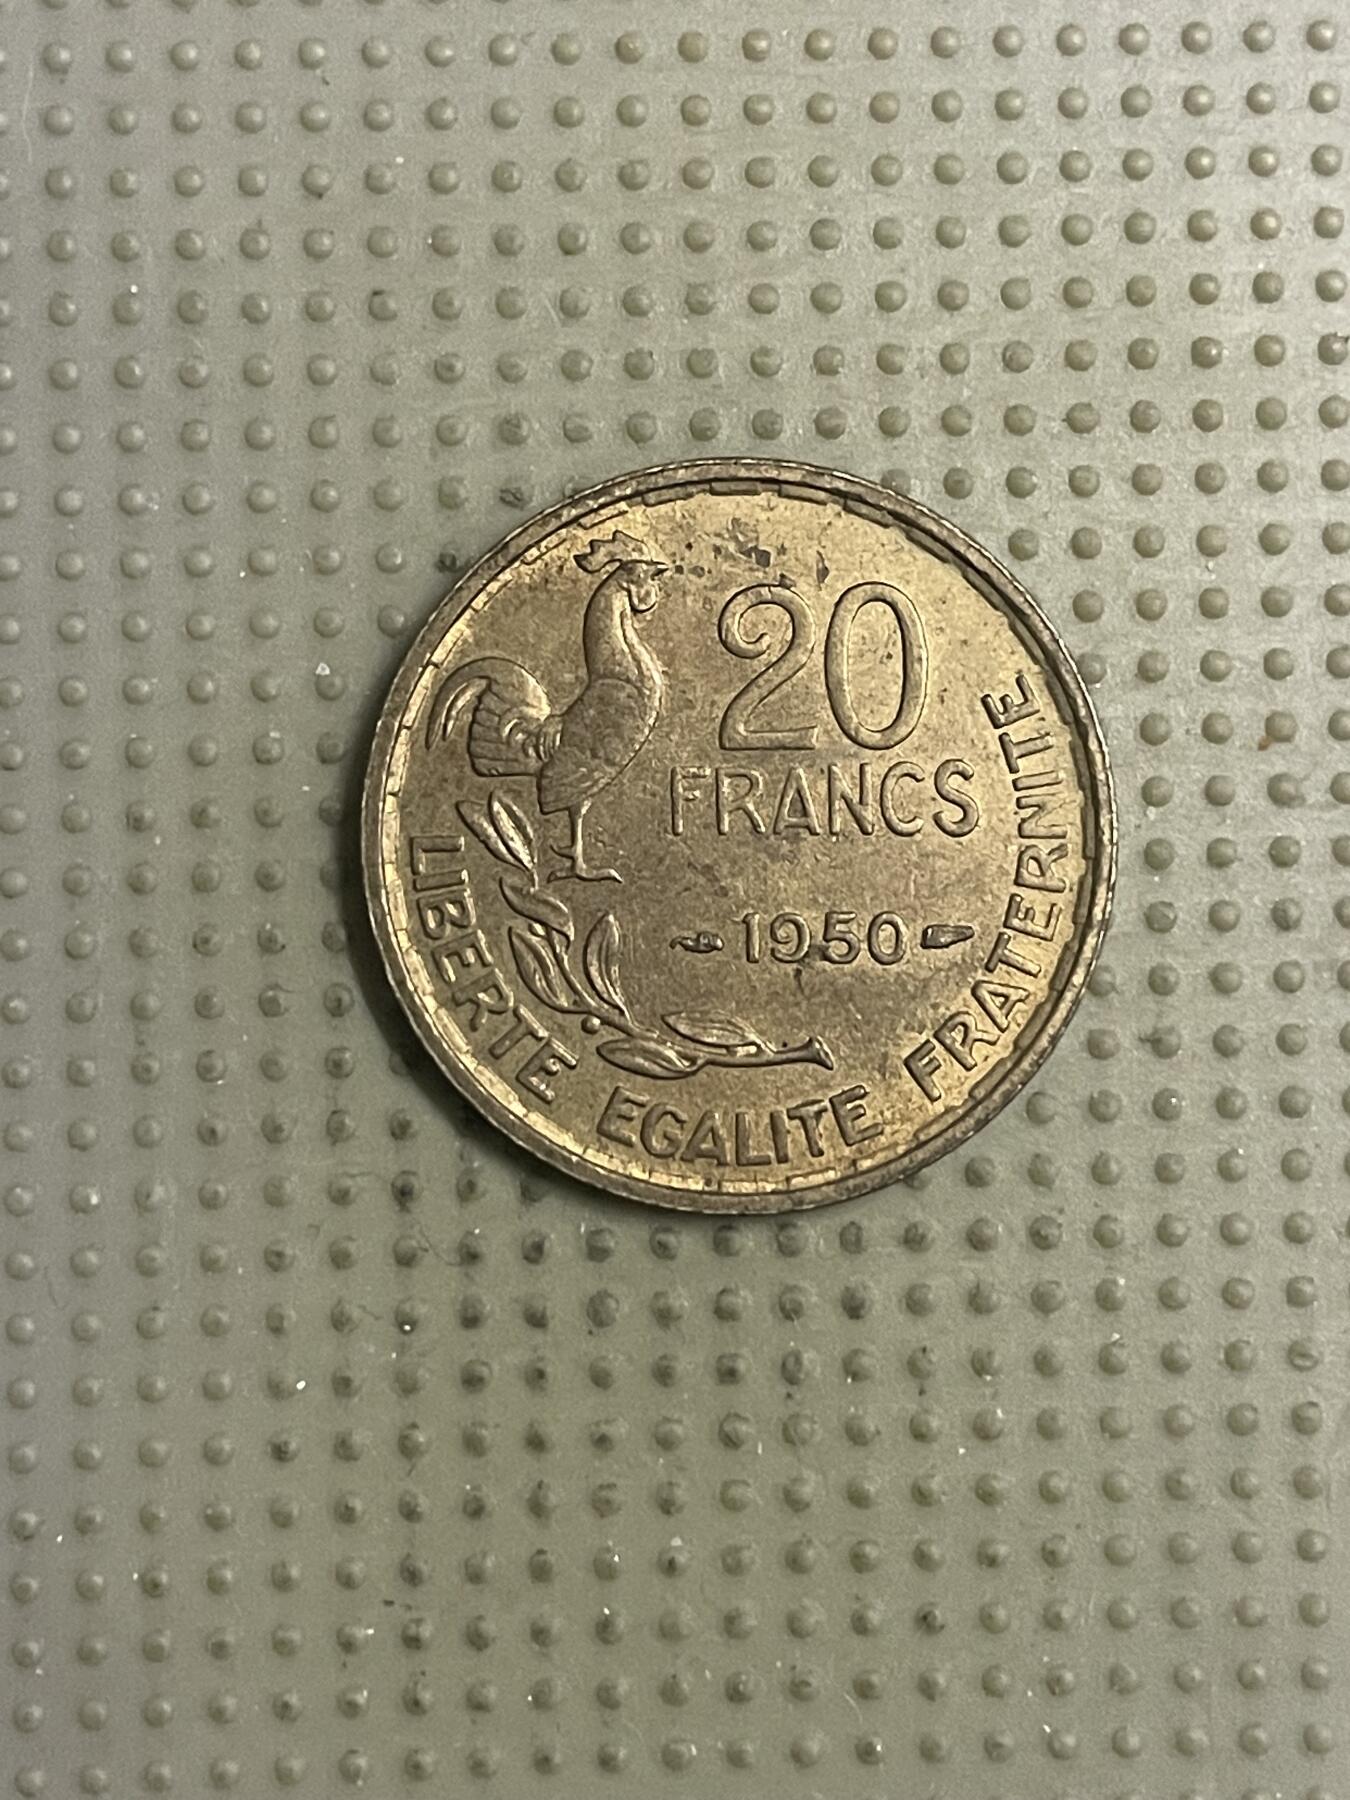 20
FRANCS
1950
LIBERTE EGALITE FRATERNITE